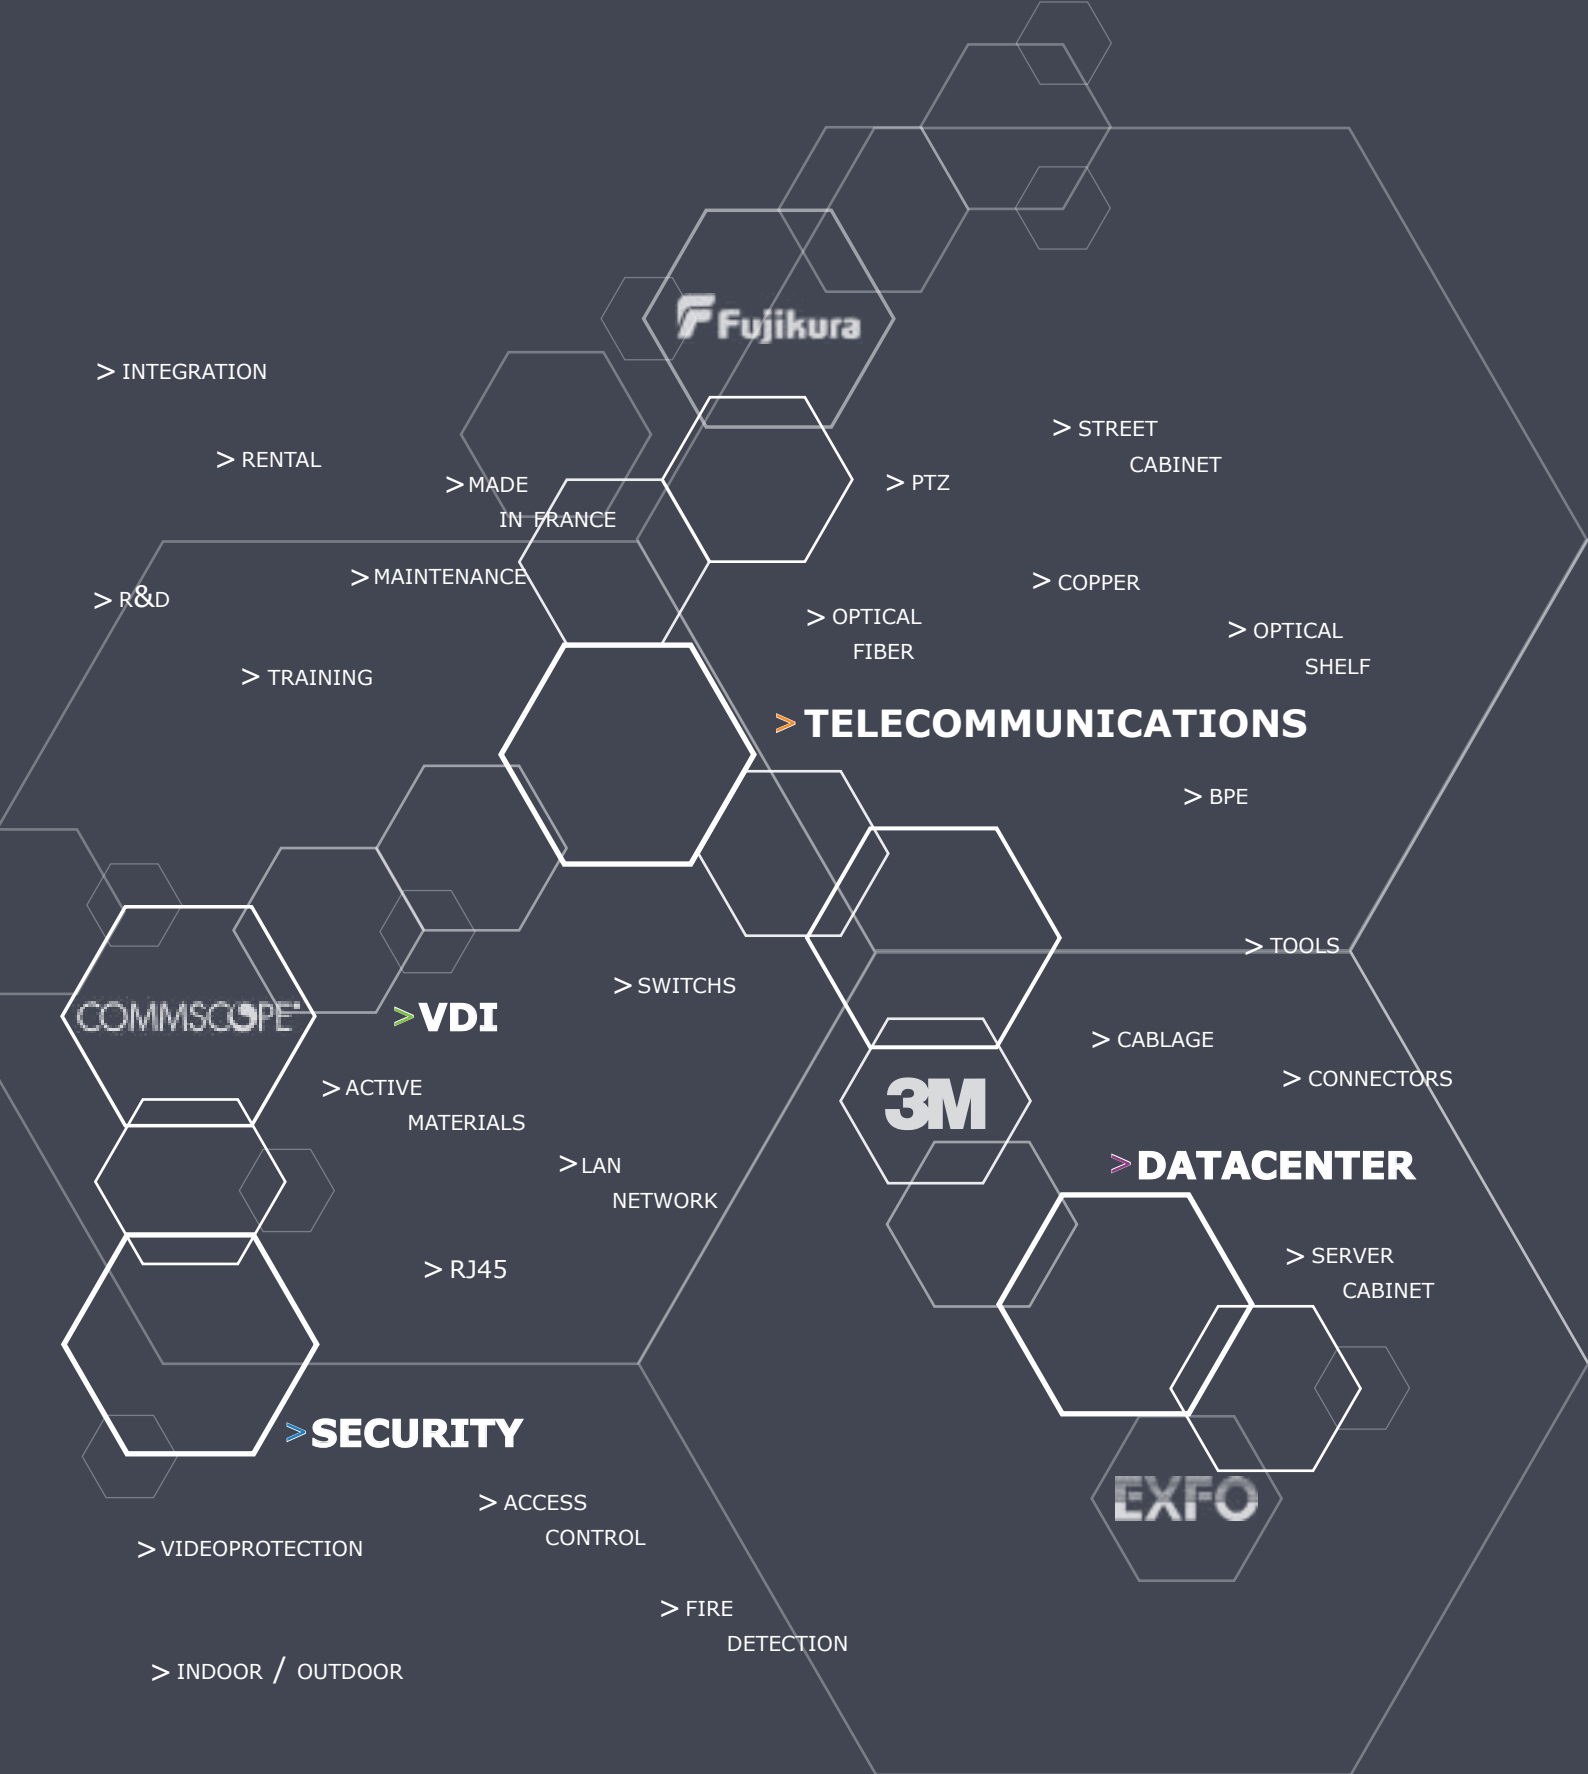 Fujikura
> INTEGRATION
> STREET
CABINET
> RENTAL
> MADE
IN FRANCE
> PTZ
> MAINTENANCE
> R&D
> COPPER
> OPTICAL
FIBER
> OPTICAL
SHELF
> TRAINING
> TELECOMMUNICATIONS
> BPE
> TOOLS
> SWITCHS
COMMSCOPE
> VDI
> CABLAGE
> CONNECTORS
> ACTIVE
MATERIALS
3M
> LAN
NETWORK
> DATACENTER
> RJ45
> SERVER
CABINET
> SECURITY
EXFO
> ACCESS
CONTROL
> VIDEOPROTECTION
> FIRE
DETECTION
> INDOOR / OUTDOOR